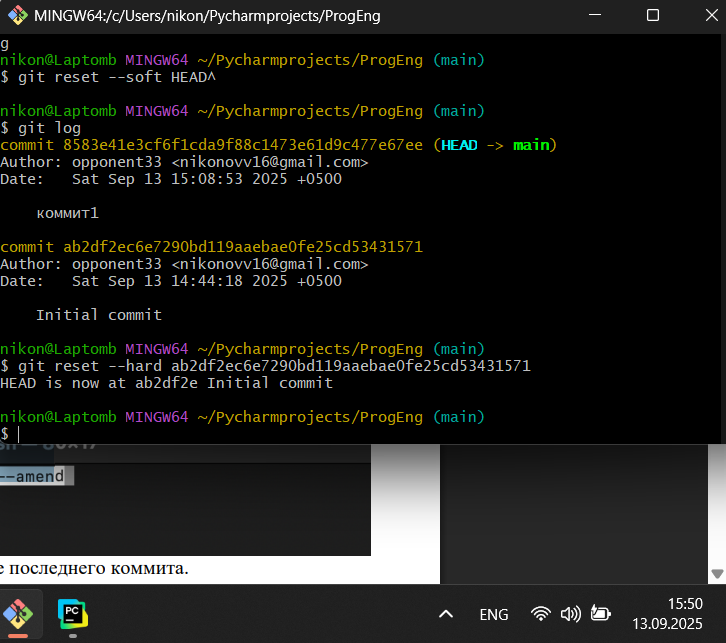 MINGW64:/c/Users/nikon/Pycharmprojects/ProgEng
g
nikon@Laptomb MINGW64 ~/Pycharmprojects/ProgEng (main)
$ git reset --soft HEAD^
nikon@Laptomb MINGW64 ~/Pycharmprojects/ProgEng (main)
$ git log
commit 8583e41e3cf6f1cda9f88c1473e61d9c477e67ee (HEAD -> main)
Author: opponent33 <nikonovv16@gmail.com>
Date:   Sat Sep 13 15:08:53 2025 +0500
коммит1
commit ab2df2ec6e7290bd119aaebae0fe25cd53431571
Author: opponent33 <nikonovv16@gmail.com>
Date:   Sat Sep 13 14:44:18 2025 +0500
Initial commit
nikon@Laptomb MINGW64 ~/Pycharmprojects/ProgEng (main)
$ git reset --hard ab2df2ec6e7290bd119aaebae0fe25cd53431571
HEAD is now at ab2df2e Initial commit
nikon@Laptomb MINGW64 ~/Pycharmprojects/ProgEng (main)
$
--amend
е последнего коммита.
PC
ENG
15:50
13.09.2025